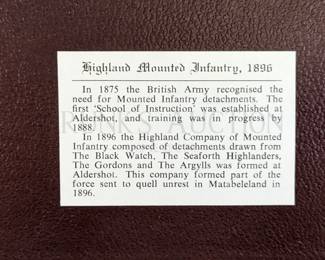 Highland Mounted Infantry, 1896
In 1875 the British Army recognised the
need for Mounted Infantry detachments. The
first 'School of Instruction' was established at
Aldershot, and training was in progress by
1888.
In 1896 the Highland Company of Mounted
Infantry composed of detachments drawn from
The Black Watch, The Seaforth Highlanders,
The Gordons and The Argylls was formed at
Aldershot. This company formed part of the
force sent to quell unrest in Matabeleland in
1896.